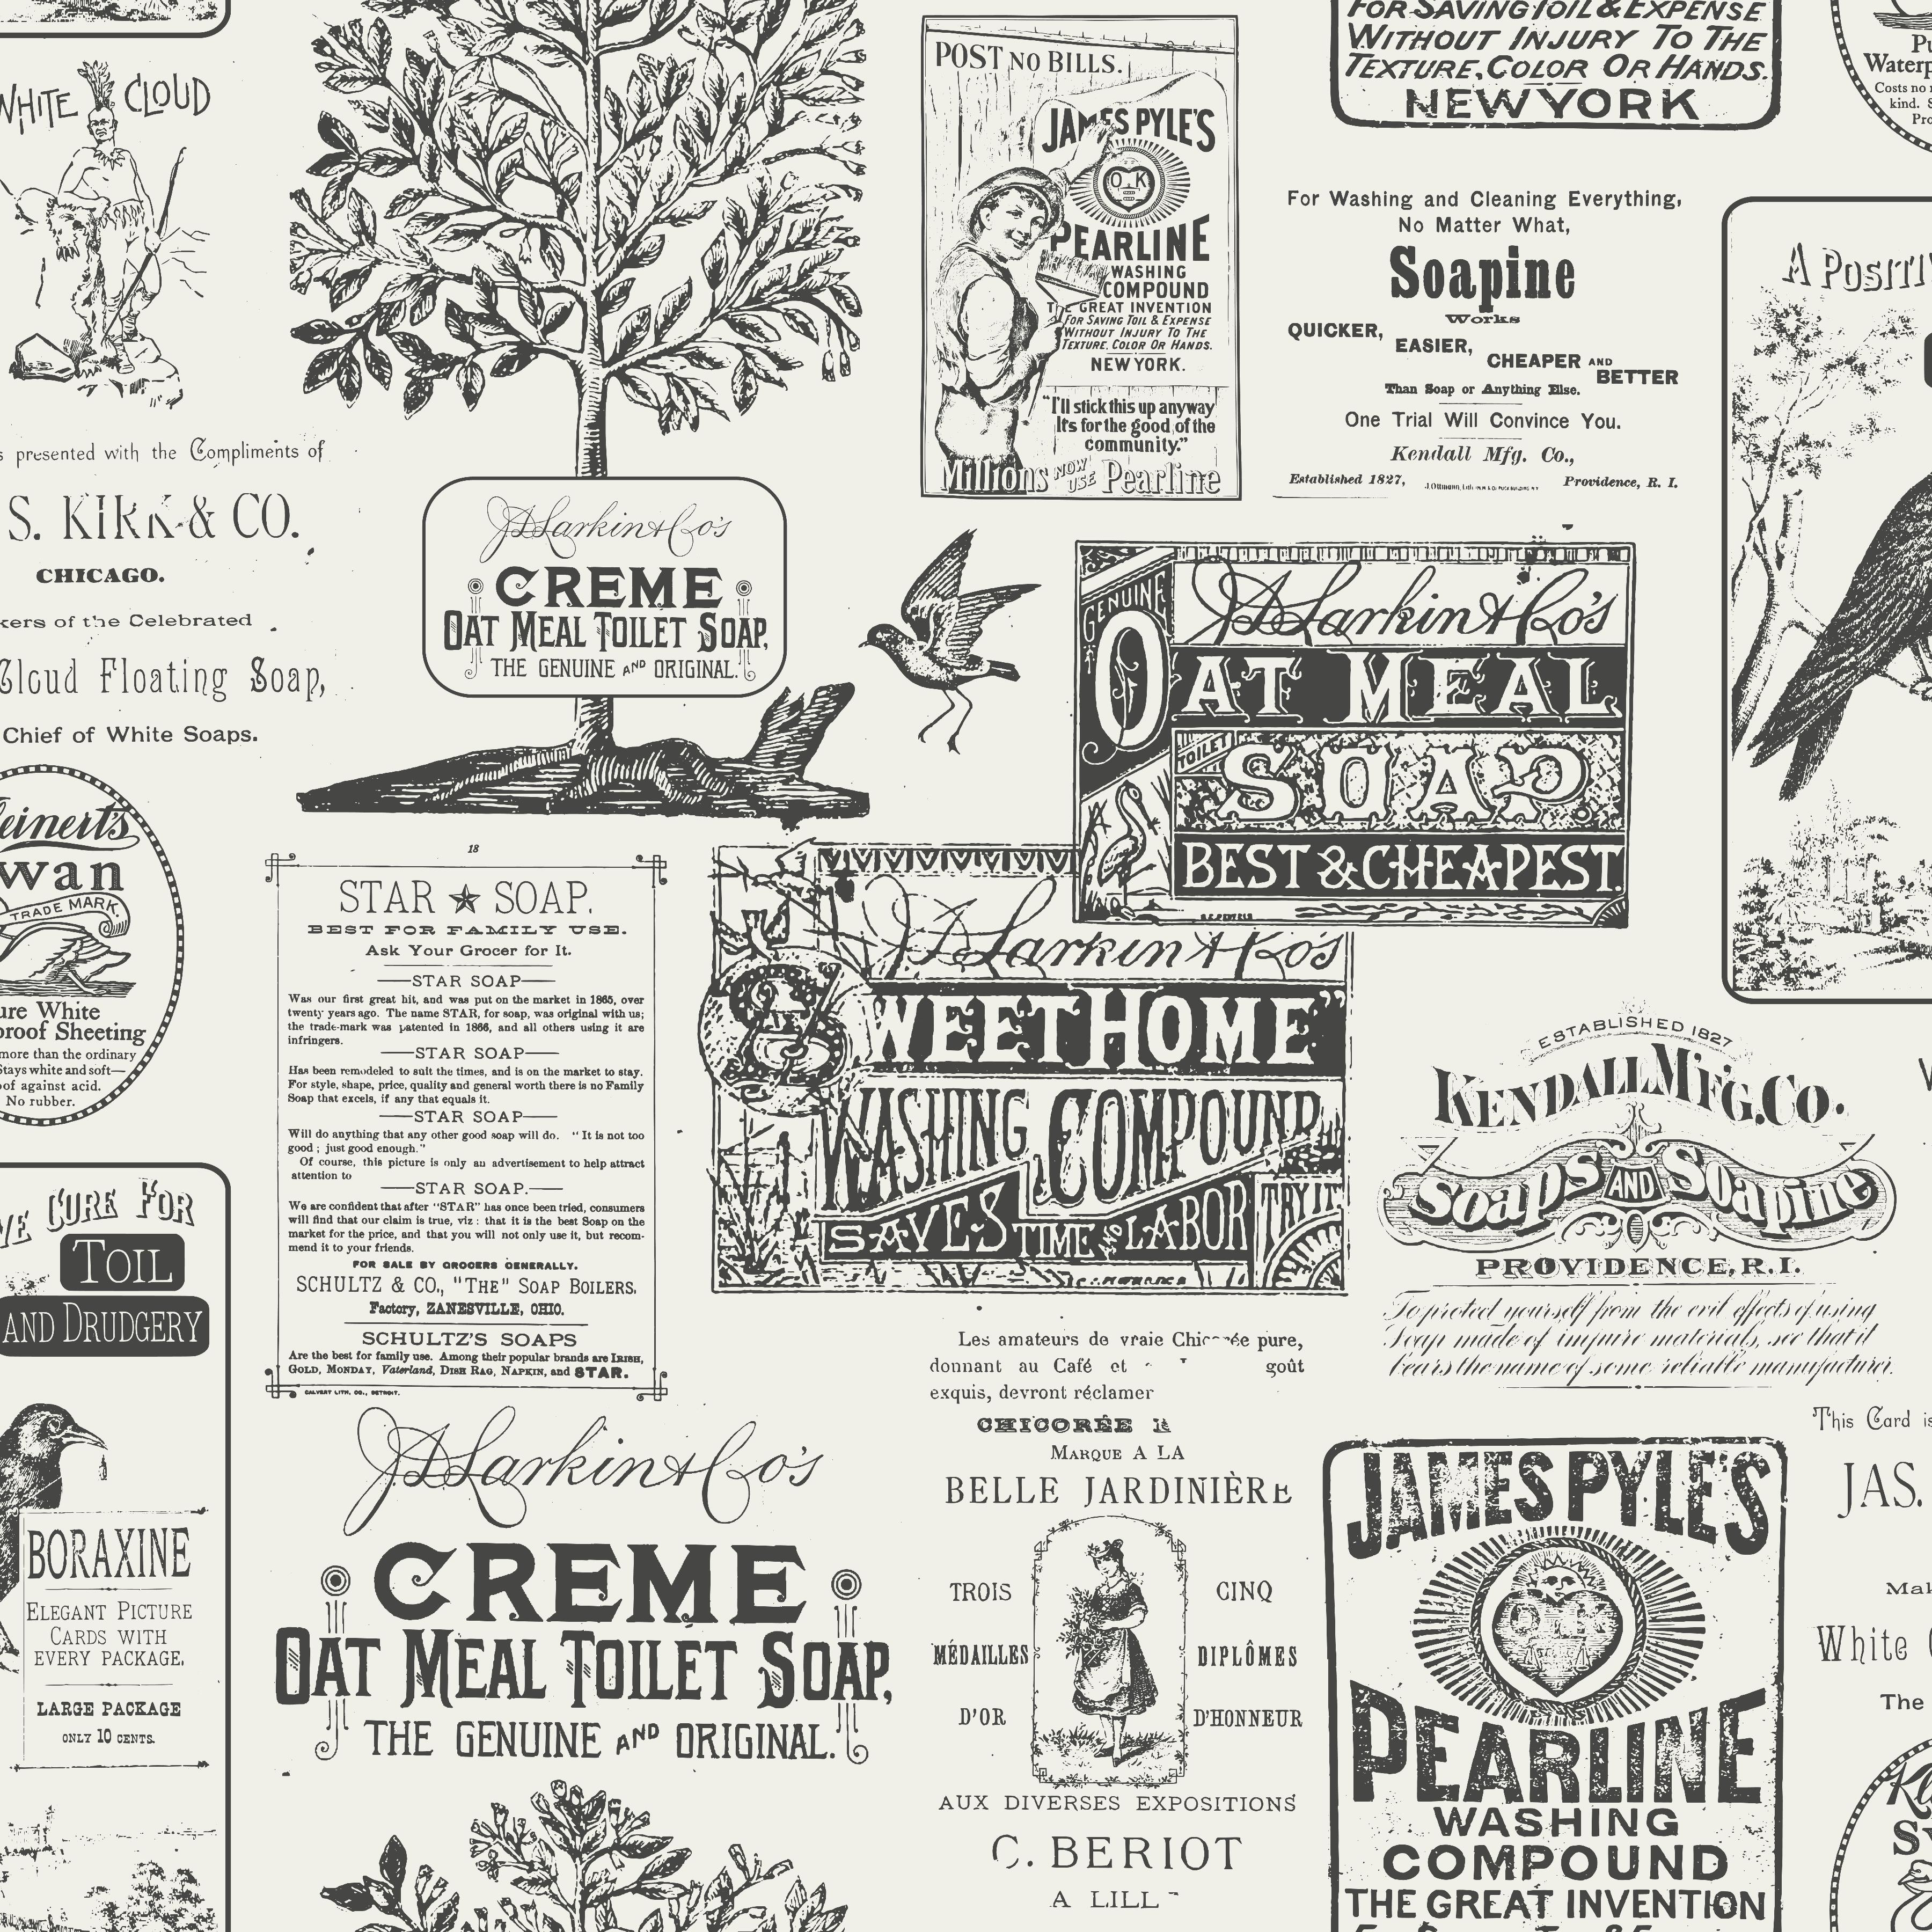 WHITE CLOUD
s presented with the Compliments of
S. KIRK & CO.
CHICAGO.
kers of the Celebrated
Cloud Floating Soap,
Chief of White Soaps.
leinert's
wan
TRADE MARK.
ure White
proof Sheeting
more than the ordinary
Stays white and soft—
of against acid.
No rubber.
VE CURE FOR
TOIL
AND DRUDGERY
BORAXINE
ELEGANT PICTURE
CARDS WITH
EVERY PACKAGE.
LARGE PACKAGE
ONLY 10 CENTS.
J.D. Larkin & Co's
CREME
OAT MEAL TOILET SOAP,
THE GENUINE AND ORIGINAL.
18
STAR ★ SOAP.
BEST FOR FAMILY USE.
Ask Your Grocer for It.
—STAR SOAP—
Was our first great hit, and was put on the market in 1865, over
twenty years ago. The name STAR, for soap, was original with us;
the trade-mark was patented in 1866, and all others using it are
infringers.
—STAR SOAP—
Has been remodeled to suit the times, and is on the market to stay.
For style, shape, price, quality and general worth there is no Family
Soap that excels, if any that equals it.
—STAR SOAP—
Will do anything that any other good soap will do. "It is not too
good; just good enough."
Of course, this picture is only an advertisement to help attract
attention to
—STAR SOAP.—
We are confident that after "STAR" has once been tried, consumers
will find that our claim is true, viz: that it is the best Soap on the
market for the price, and that you will not only use it, but recom-
mend it to your friends.
FOR SALE BY GROCERS GENERALLY.
SCHULTZ & CO., "THE" SOAP BOILERS.
Factory, ZANESVILLE, OHIO.
SCHULTZ'S SOAPS
Are the best for family use. Among their popular brands are IRISH,
GOLD, MONDAY, Vaterland, DISH RAG, NAPKIN, and STAR.
CALVERT LITH. CO., DETROIT.
J.D. Larkin & Co's
CREME
OAT MEAL TOILET SOAP,
THE GENUINE AND ORIGINAL.
POST NO BILLS.
JAMES PYLE'S
O K
PEARLINE
WASHING
COMPOUND
THE GREAT INVENTION
FOR SAVING TOIL & EXPENSE
WITHOUT INJURY TO THE
TEXTURE, COLOR OR HANDS.
NEW YORK.
"I'll stick this up anyway
It's for the good of the
community."
Millions NOW USE Pearline
GENUINE
J.D. Larkin & Co's
OAT MEAL
TOILET
SOAP
BEST & CHEAPEST.
J.D. Larkin & Co's
SWEET HOME
WASHING COMPOUND
SAVES TIME AND LABOR
TRY IT
Les amateurs de vraie Chicorée pure,
donnant au Café et goût
exquis, devront réclamer
CHICORÉE
MARQUE A LA
BELLE JARDINIÈRE
TROIS
MÉDAILLES
D'OR
CINQ
DIPLÔMES
D'HONNEUR
AUX DIVERSES EXPOSITIONS
C. BERIOT
A LILL
FOR SAVING TOIL & EXPENSE
WITHOUT INJURY TO THE
TEXTURE, COLOR OR HANDS.
NEW YORK
For Washing and Cleaning Everything,
No Matter What,
Soapine
Works
QUICKER,
EASIER,
CHEAPER AND
BETTER
Than Soap or Anything Else.
One Trial Will Convince You.
Kendall Mfg. Co.,
Established 1827, Providence, R. I.
ESTABLISHED 1827
KENDALL MFG. CO.
Soaps AND Soapine
PROVIDENCE, R. I.
To protect yourself from the evil effects of using
Soap made of impure materials, see that it
bears the name of some reliable manufacturer.
JAMES PYLE'S
O K
PEARLINE
WASHING
COMPOUND
THE GREAT INVENTION
Pu
Waterp
Costs no
kind. S
Pro
A POSITI
This Card is
JAS.
Mak
White
The
Kl
Sw